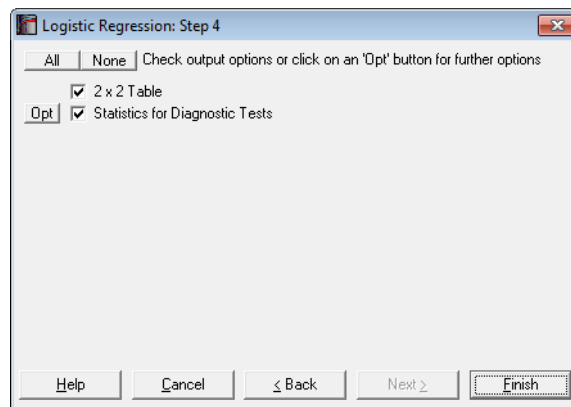 Logistic Regression: Step 4
All None Check output options or click on an 'Opt' button for further options
2 x 2 Table
Opt Statistics for Diagnostic Tests
Help Cancel < Back Next > Finish